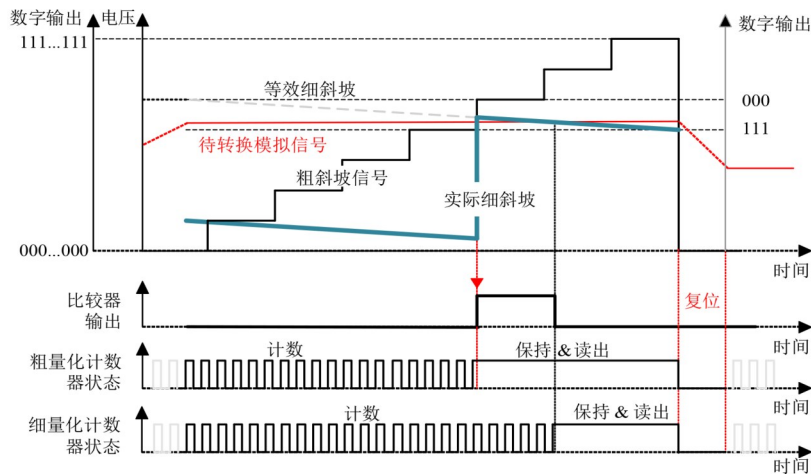 数字输出
电压
数字输出
111...111
等效细斜坡
000
111
待转换模拟信号
粗斜坡信号
实际细斜坡
000...000
时间
比较器
输出
复位
时间
计数
保持 & 读出
粗量化计数
器状态
时间
计数
保持 & 读出
细量化计数
器状态
时间